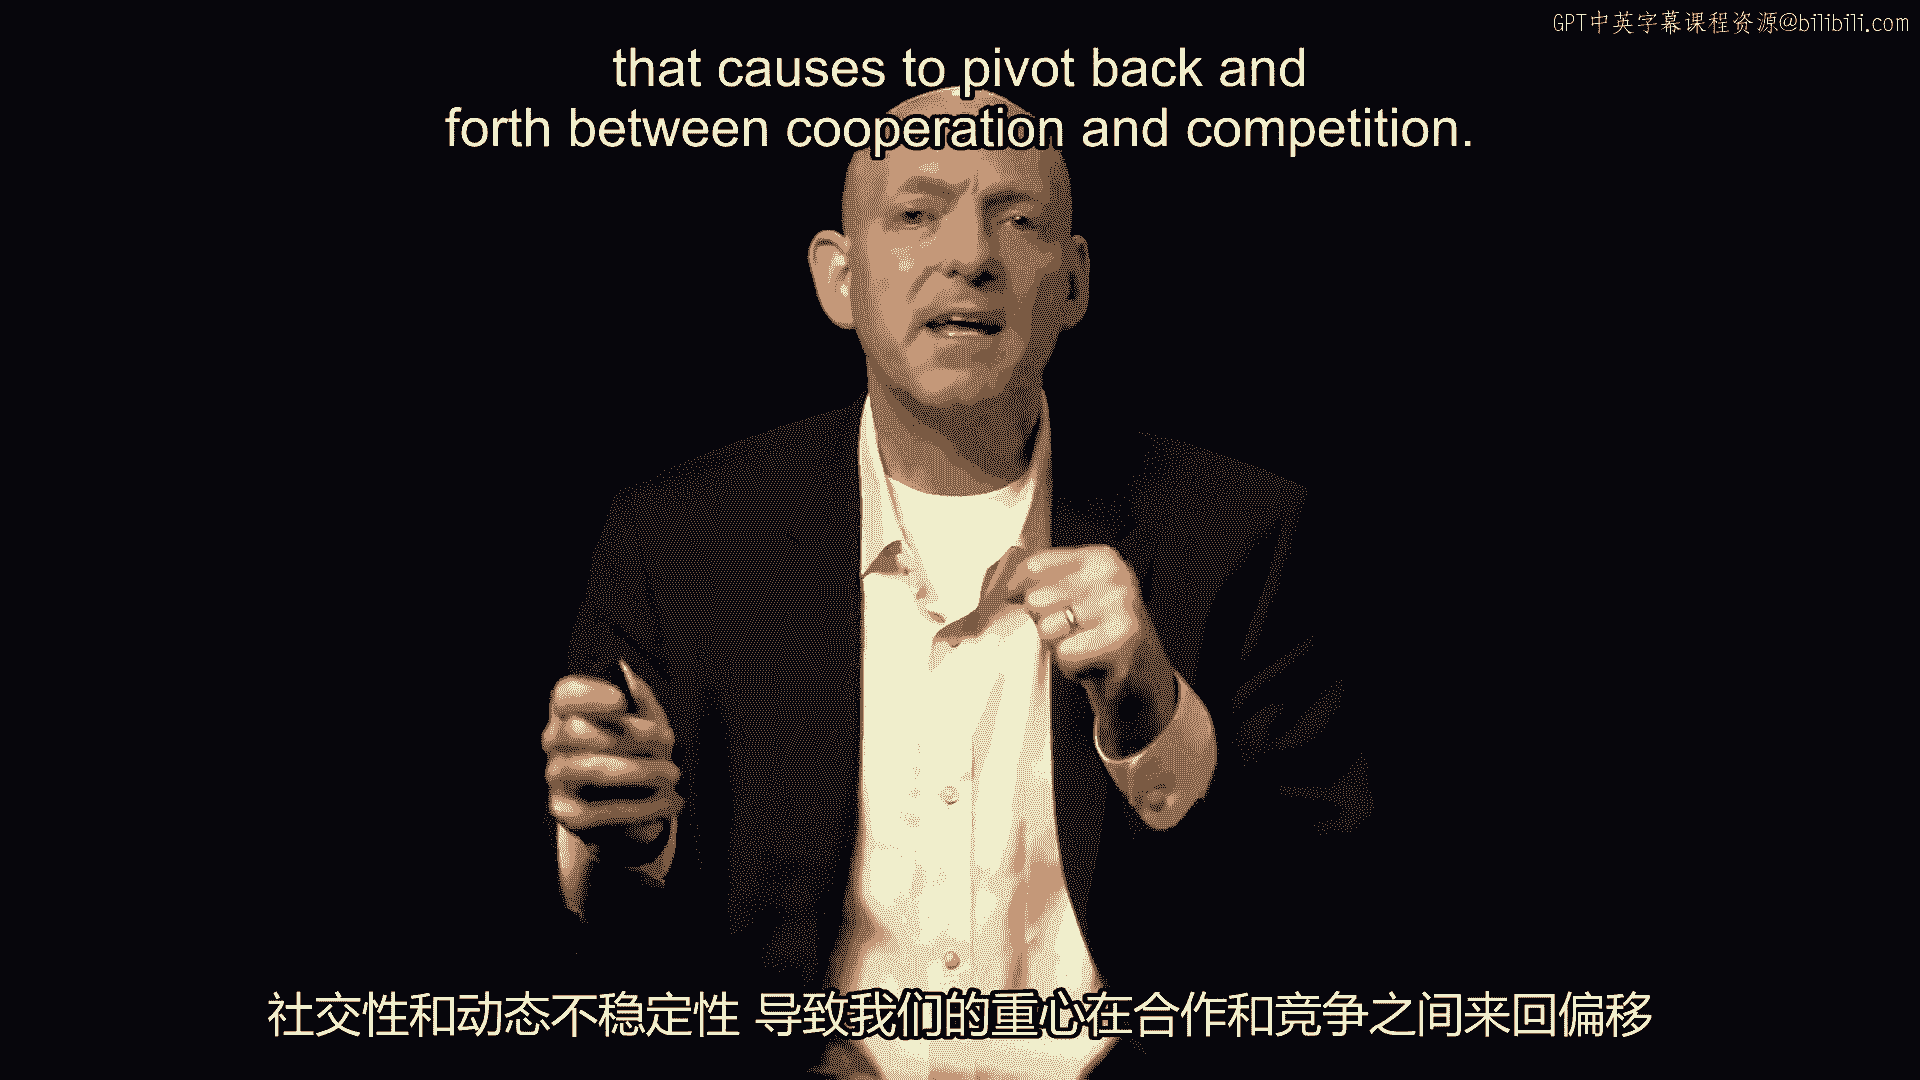 GPT中英字幕课程资源@bilibili.com
that causes to pivot back and
forth between cooperation and competition.
社交性和动态不稳定性 导致我们的重心在合作和竞争之间来回偏移